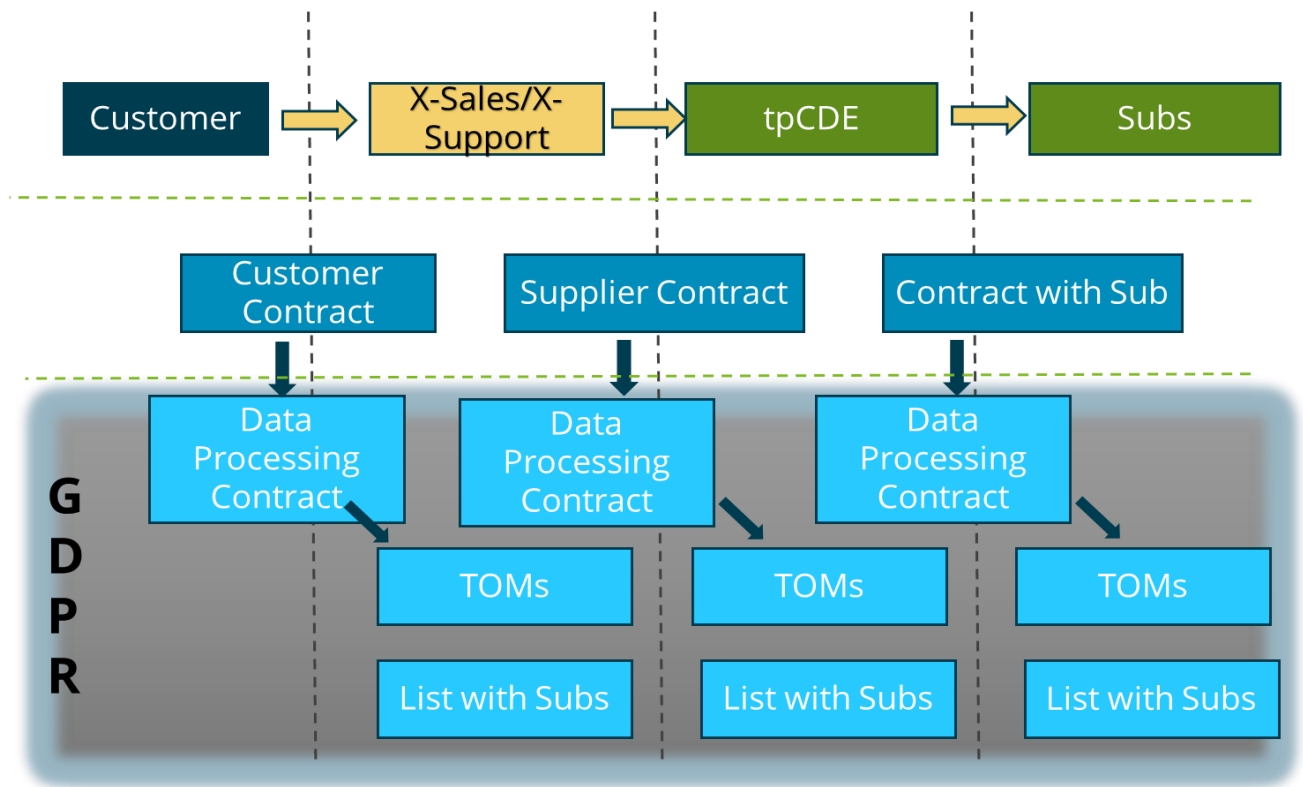 Customer
X-Sales/X-
Support
tpCDE
Subs
Customer
Contract
Supplier Contract
Contract with Sub
Data
Processing
Contract
Data
Processing
Contract
Data
Processing
Contract
G
D
P
R
TOMs
TOMs
TOMs
List with Subs
List with Subs
List with Subs